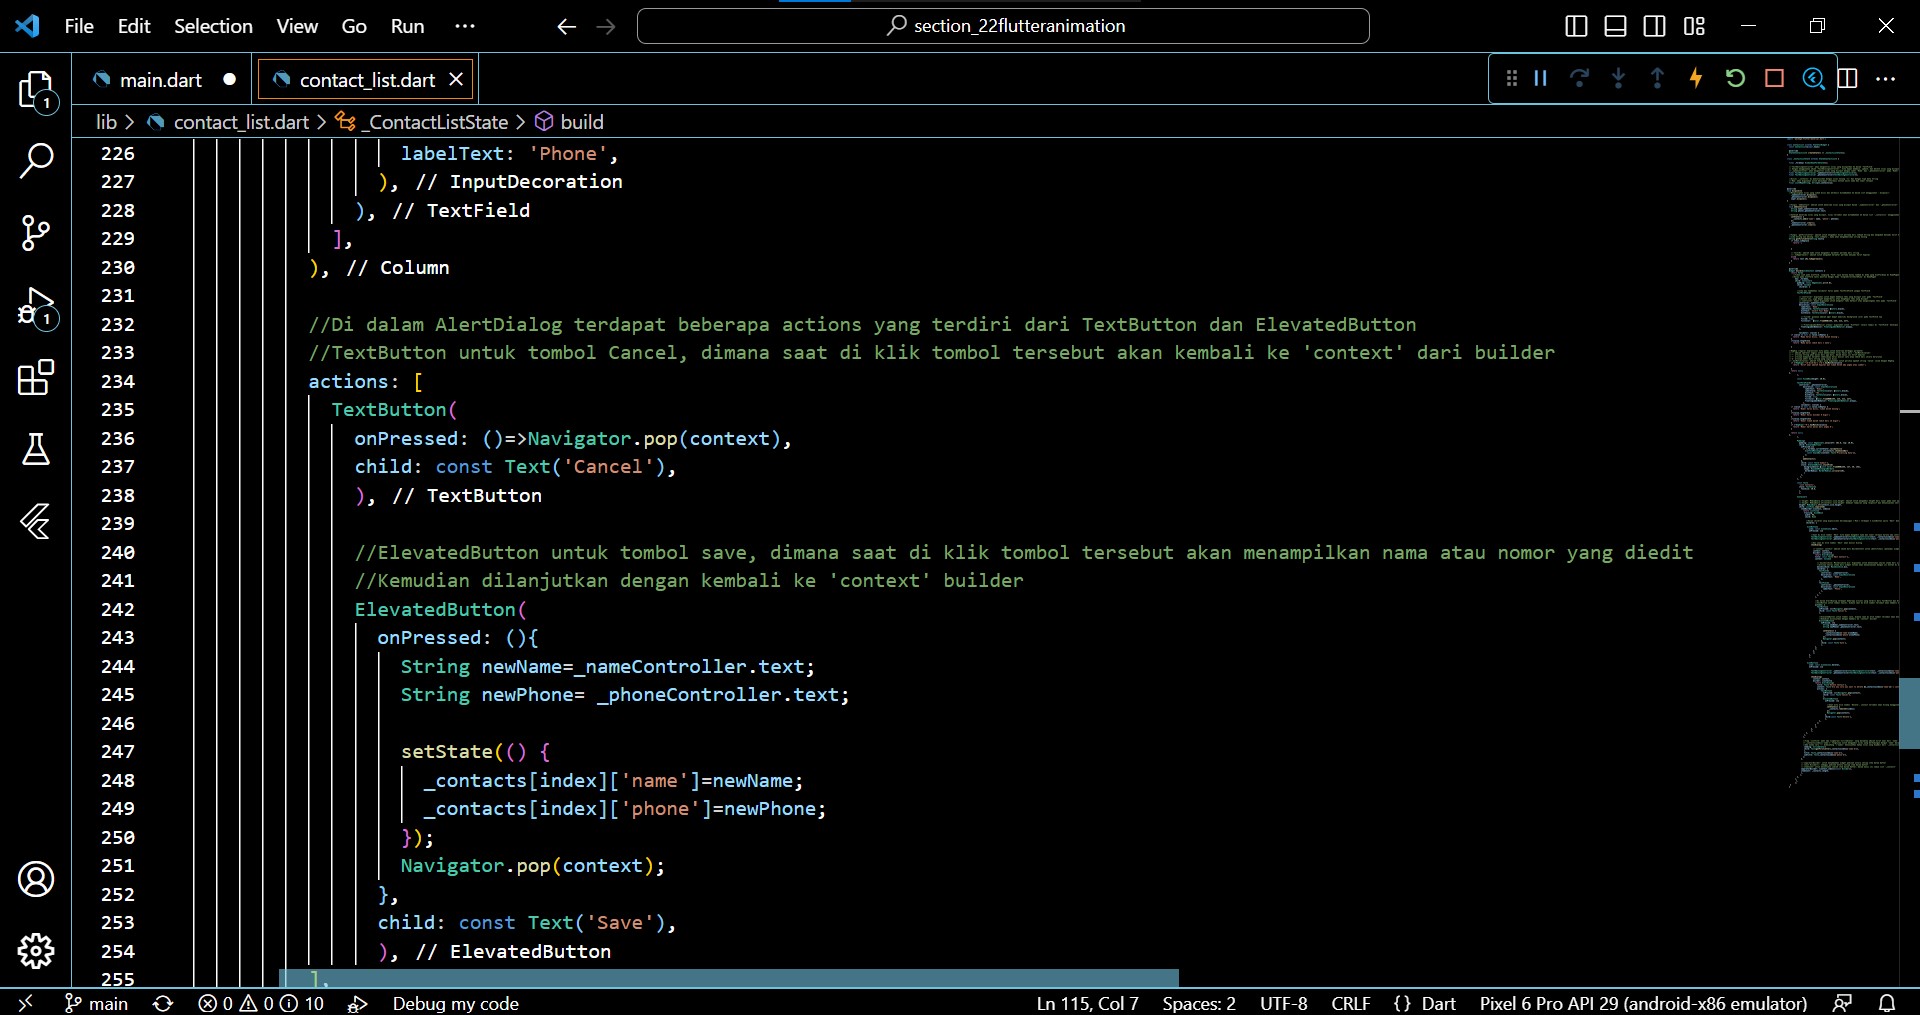 File Edit Selection View Go Run ··· section_22flutteranimation
main.dart contact_list.dart
lib > contact_list.dart > _ContactListState > build
226 labelText: 'Phone',
227 ), // InputDecoration
228 ), // TextField
229 ],
230 ), // Column
231
232 //Di dalam AlertDialog terdapat beberapa actions yang terdiri dari TextButton dan ElevatedButton
233 //TextButton untuk tombol Cancel, dimana saat di klik tombol tersebut akan kembali ke 'context' dari builder
234 actions: [
235 TextButton(
236 onPressed: ()=>Navigator.pop(context),
237 child: const Text('Cancel'),
238 ), // TextButton
239
240 //ElevatedButton untuk tombol save, dimana saat di klik tombol tersebut akan menampilkan nama atau nomor yang diedit
241 //Kemudian dilanjutkan dengan kembali ke 'context' builder
242 ElevatedButton(
243 onPressed: (){
244 String newName=_nameController.text;
245 String newPhone= _phoneController.text;
246
247 setState(() {
248 _contacts[index]['name']=newName;
249 _contacts[index]['phone']=newPhone;
250 });
251 Navigator.pop(context);
252 },
253 child: const Text('Save'),
254 ), // ElevatedButton
255 ],
1
1
main 0 0 10 Debug my code Ln 115, Col 7 Spaces: 2 UTF-8 CRLF {} Dart Pixel 6 Pro API 29 (android-x86 emulator)